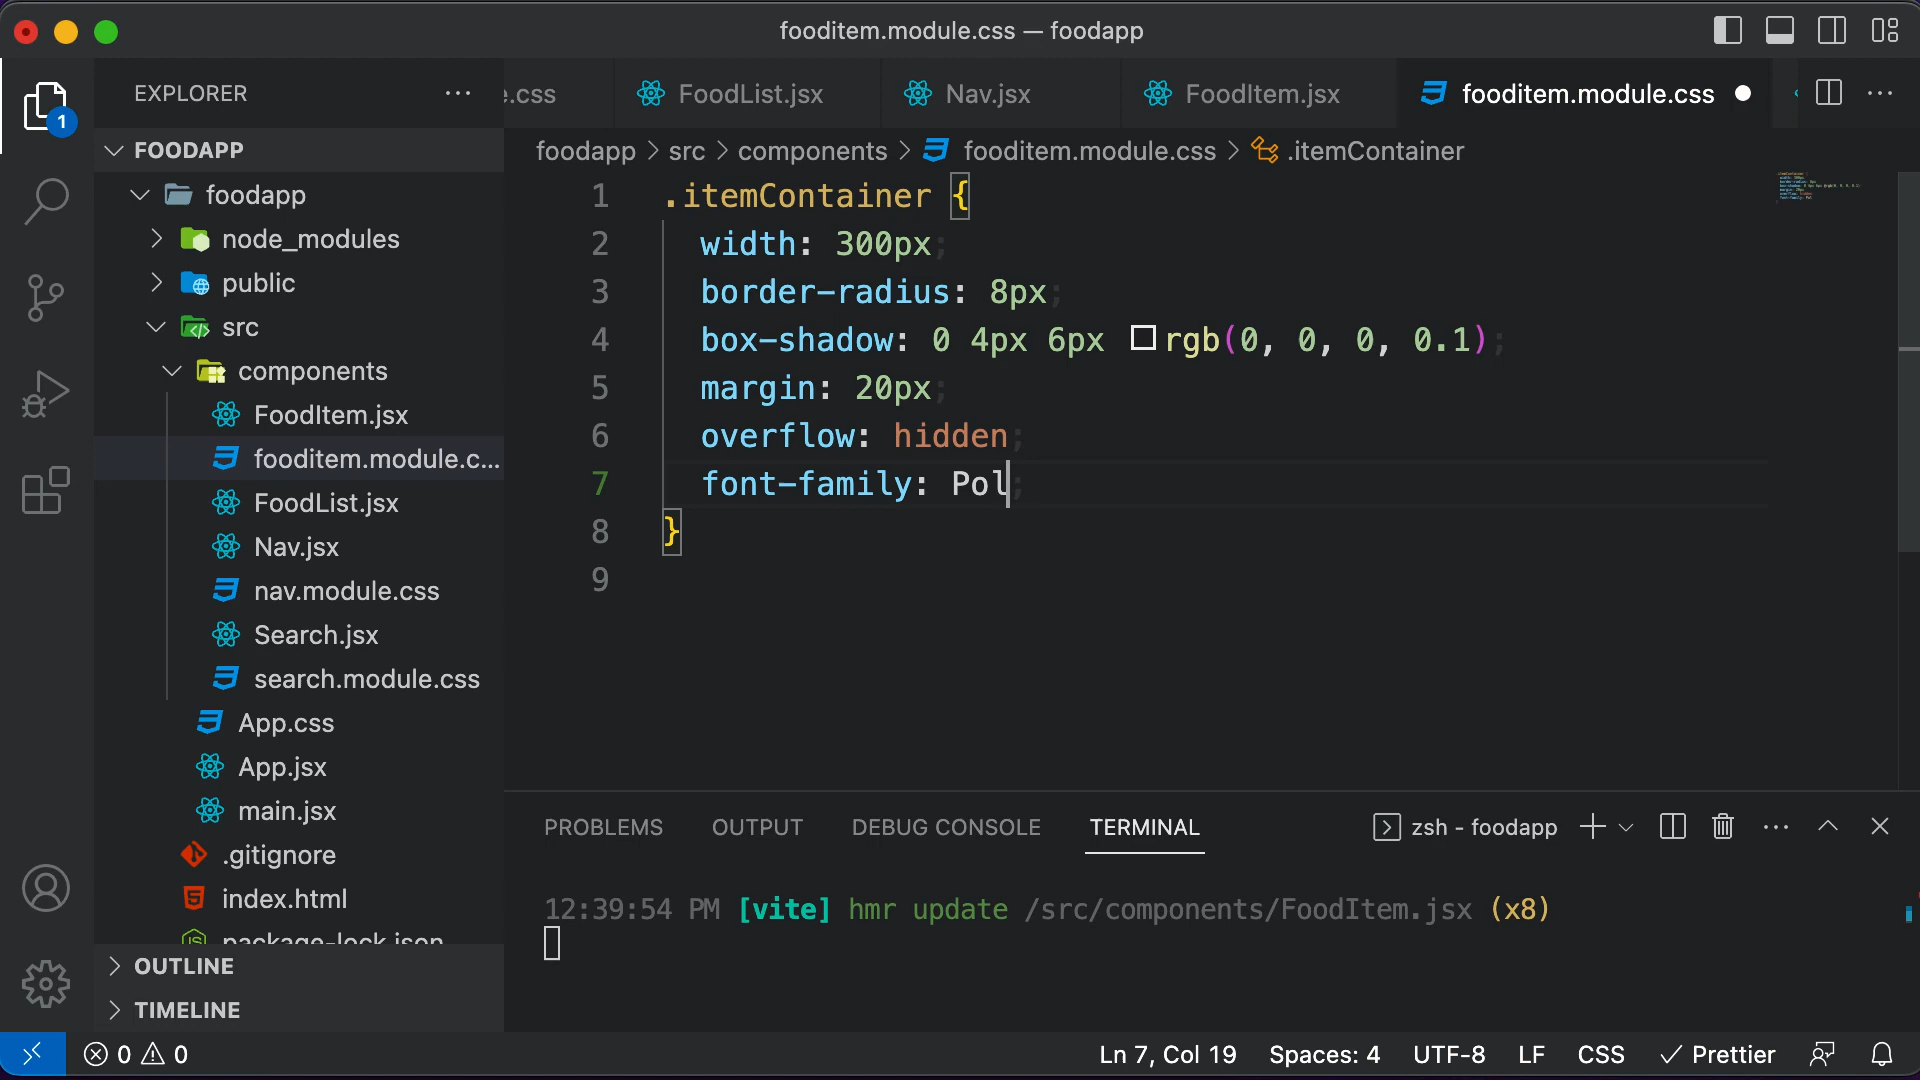 fooditem.module.css — foodapp
1
EXPLORER
e.css
FoodList.jsx
Nav.jsx
FoodItem.jsx
fooditem.module.css
FOODAPP
foodapp > src > components > fooditem.module.css > .itemContainer
foodapp
node_modules
public
src
components
FoodItem.jsx
fooditem.module.c...
FoodList.jsx
Nav.jsx
nav.module.css
Search.jsx
search.module.css
App.css
App.jsx
main.jsx
.gitignore
index.html
package-lock.json
OUTLINE
TIMELINE
1 .itemContainer {
2 width: 300px;
3 border-radius: 8px;
4 box-shadow: 0 4px 6px rgb(0, 0, 0, 0.1);
5 margin: 20px;
6 overflow: hidden;
7 font-family: Pol;
8 }
9
PROBLEMS
OUTPUT
DEBUG CONSOLE
TERMINAL
zsh - foodapp
12:39:54 PM [vite] hmr update /src/components/FoodItem.jsx (x8)
0
0
Ln 7, Col 19
Spaces: 4
UTF-8
LF
CSS
Prettier